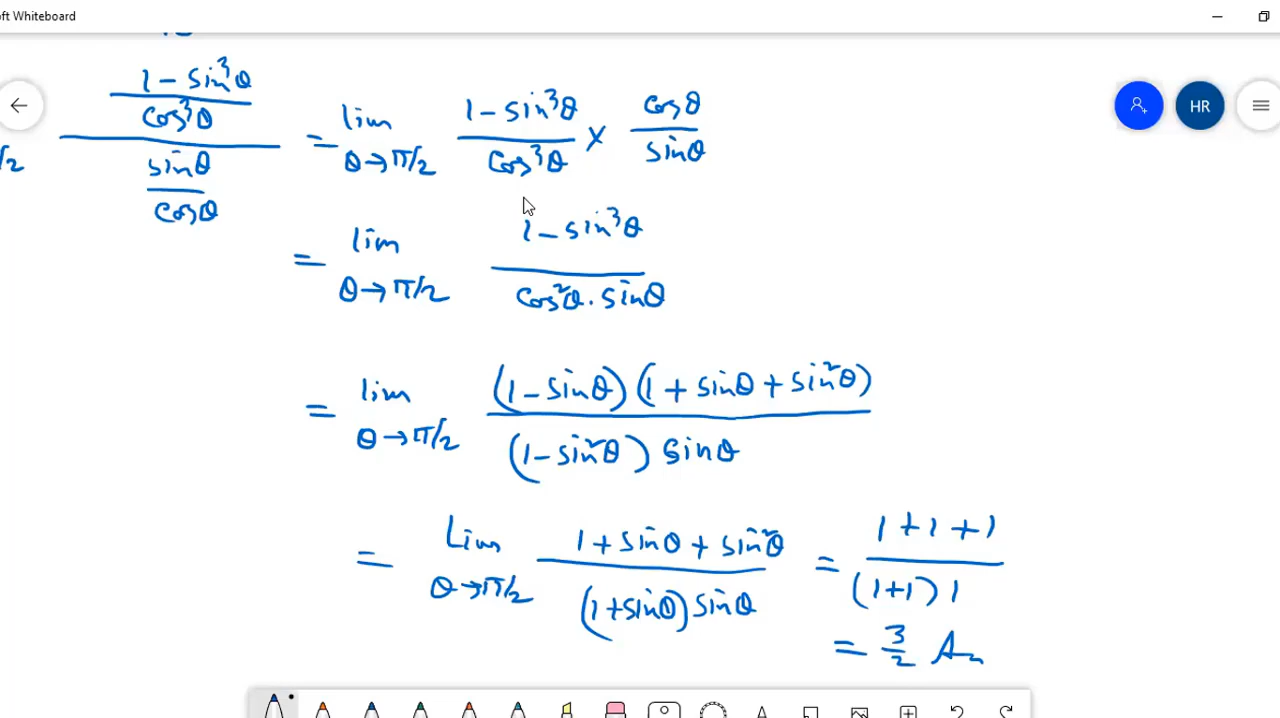 oft Whiteboard
HR
(1 - sin³θ / cos³θ) / (sinθ / cosθ) = lim θ→π/2 (1 - sin³θ) / cos³θ × cosθ / sinθ
= lim θ→π/2 (1 - sin³θ) / (cos²θ . sinθ)
= lim θ→π/2 (1 - sinθ)(1 + sinθ + sin²θ) / (1 - sin²θ) sinθ
= Lim θ→π/2 (1 + sinθ + sin²θ) / (1 + sinθ) sinθ = (1 + 1 + 1) / (1+1) 1
= 3/2 An